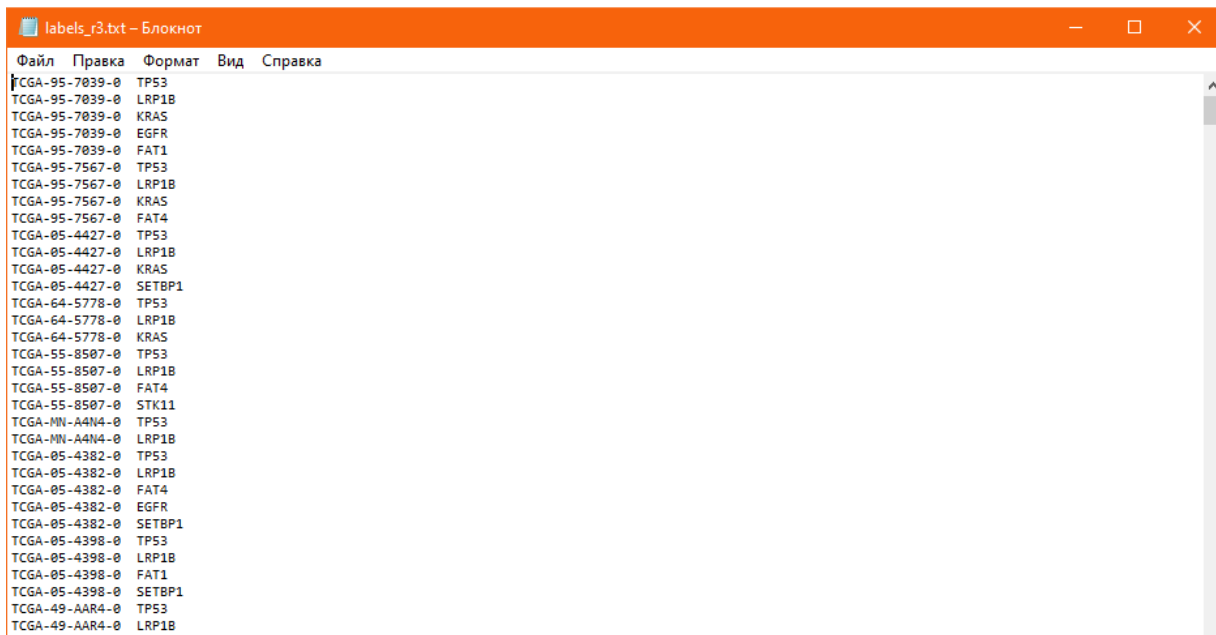 labels_r3.txt – Блокнот
Файл Правка Формат Вид Справка
TCGA-95-7039-0 TP53
TCGA-95-7039-0 LRP1B
TCGA-95-7039-0 KRAS
TCGA-95-7039-0 EGFR
TCGA-95-7039-0 FAT1
TCGA-95-7567-0 TP53
TCGA-95-7567-0 LRP1B
TCGA-95-7567-0 KRAS
TCGA-95-7567-0 FAT4
TCGA-05-4427-0 TP53
TCGA-05-4427-0 LRP1B
TCGA-05-4427-0 KRAS
TCGA-05-4427-0 SETBP1
TCGA-64-5778-0 TP53
TCGA-64-5778-0 LRP1B
TCGA-64-5778-0 KRAS
TCGA-55-8507-0 TP53
TCGA-55-8507-0 LRP1B
TCGA-55-8507-0 FAT4
TCGA-55-8507-0 STK11
TCGA-MN-A4N4-0 TP53
TCGA-MN-A4N4-0 LRP1B
TCGA-05-4382-0 TP53
TCGA-05-4382-0 LRP1B
TCGA-05-4382-0 FAT4
TCGA-05-4382-0 EGFR
TCGA-05-4382-0 SETBP1
TCGA-05-4398-0 TP53
TCGA-05-4398-0 LRP1B
TCGA-05-4398-0 FAT1
TCGA-05-4398-0 SETBP1
TCGA-49-AAR4-0 TP53
TCGA-49-AAR4-0 LRP1B